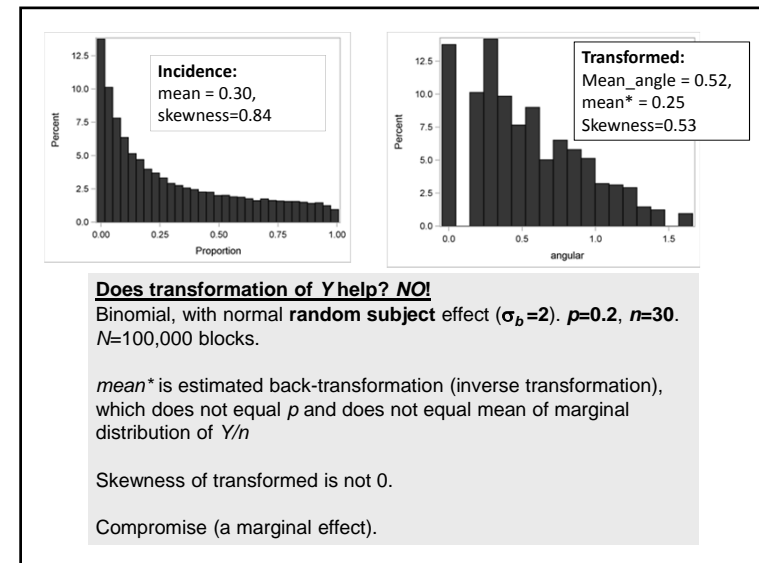 12.5
10.0
7.5
5.0
2.5
0.0
Percent
0.00 0.25 0.50 0.75 1.00
Proportion
Incidence:
mean = 0.30,
skewness=0.84
12.5
10.0
7.5
5.0
2.5
0.0
Percent
0.0 0.5 1.0 1.5
angular
Transformed:
Mean_angle = 0.52,
mean* = 0.25
Skewness=0.53
Does transformation of Y help? NO!
Binomial, with normal random subject effect (σb=2). p=0.2, n=30.
N=100,000 blocks.
mean* is estimated back-transformation (inverse transformation),
which does not equal p and does not equal mean of marginal
distribution of Y/n
Skewness of transformed is not 0.
Compromise (a marginal effect).